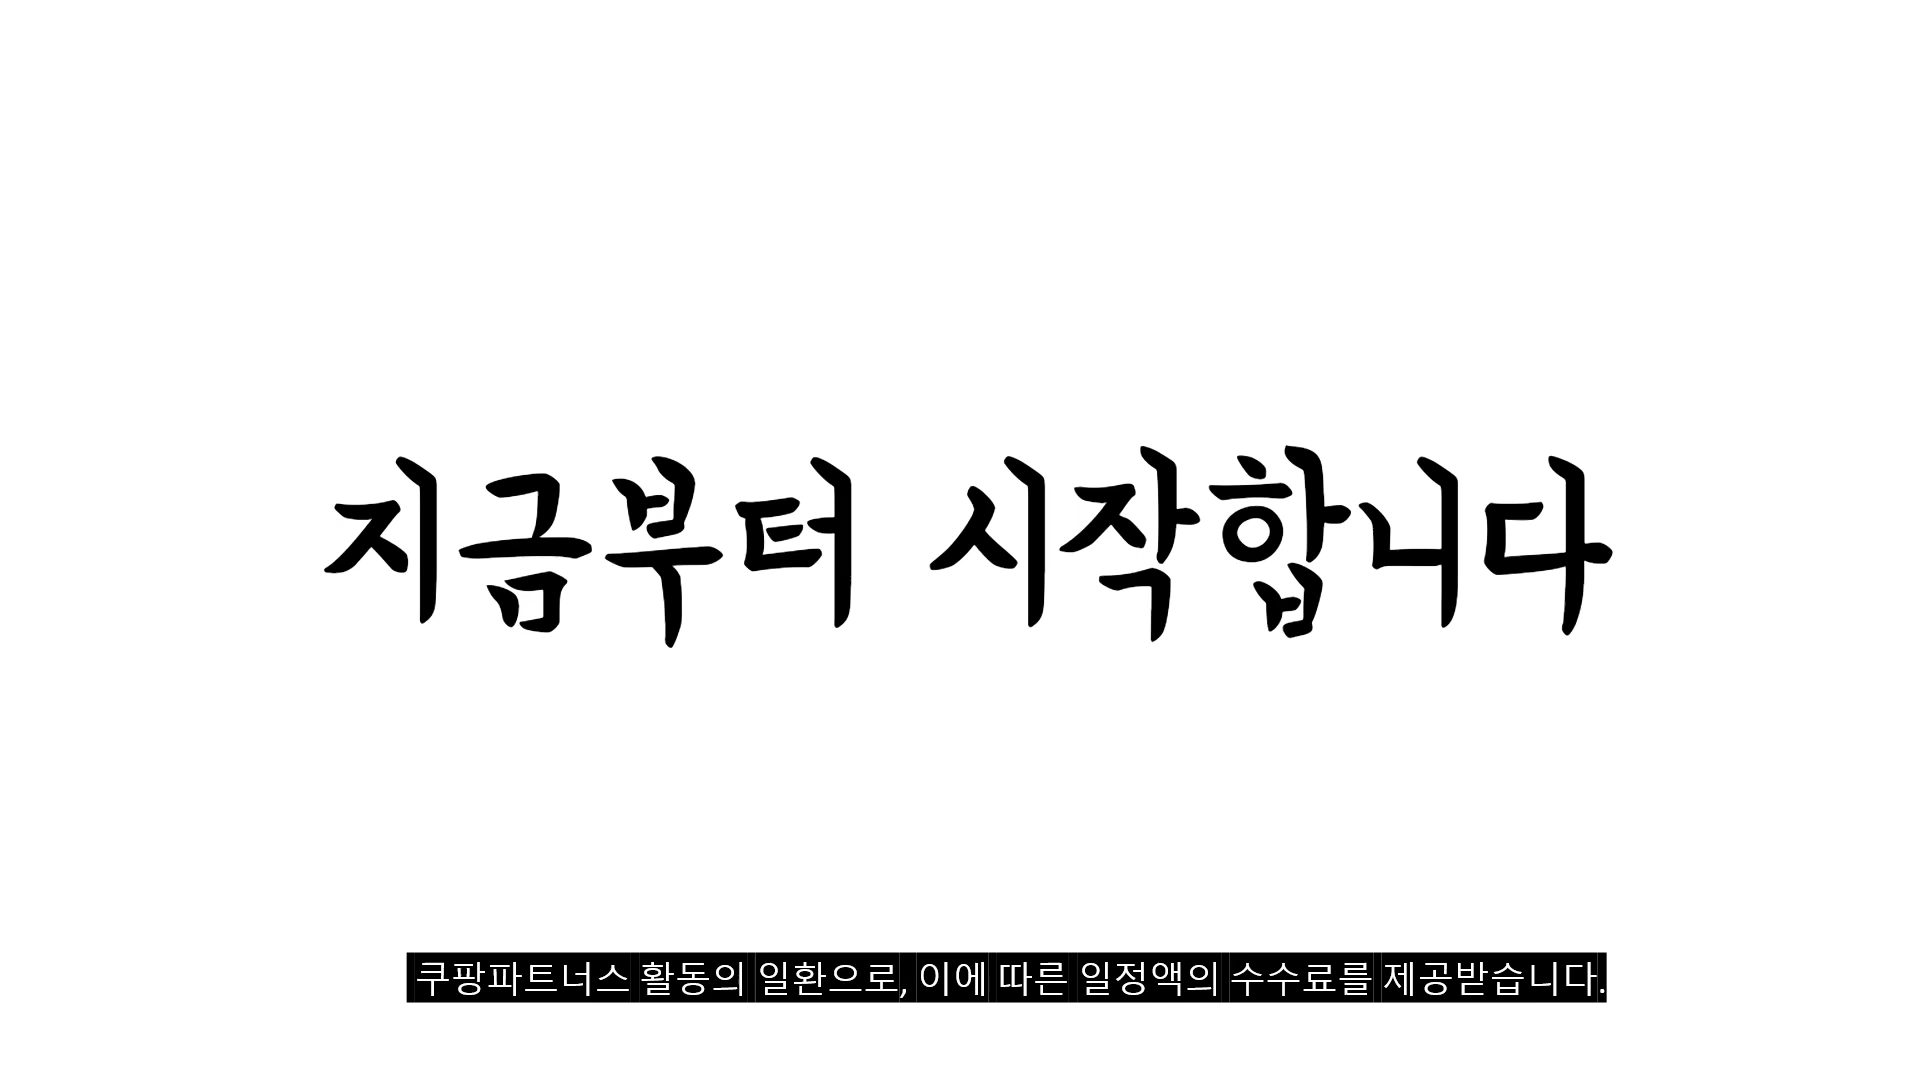 지금부터 시작합니다
쿠팡파트너스 활동의 일환으로, 이에 따른 일정액의 수수료를 제공받습니다.